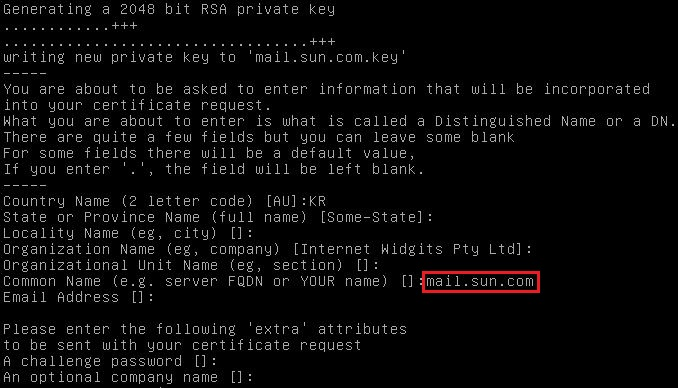 Generating a 2048 bit RSA private key
............+++
..................................+++
writing new private key to 'mail.sun.com.key'
-----
You are about to be asked to enter information that will be incorporated
into your certificate request.
What you are about to enter is what is called a Distinguished Name or a DN.
There are quite a few fields but you can leave some blank
For some fields there will be a default value,
If you enter '.', the field will be left blank.
-----
Country Name (2 letter code) [AU]:KR
State or Province Name (full name) [Some-State]:
Locality Name (eg, city) []:
Organization Name (eg, company) [Internet Widgits Pty Ltd]:
Organizational Unit Name (eg, section) []:
Common Name (e.g. server FQDN or YOUR name) []:mail.sun.com
Email Address []:
Please enter the following 'extra' attributes
to be sent with your certificate request
A challenge password []:
An optional company name []: